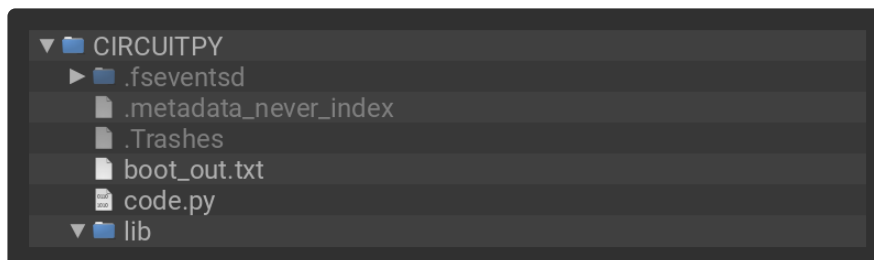 CIRCUITPY
.fseventsd
.metadata_never_index
.Trashes
boot_out.txt
code.py
lib